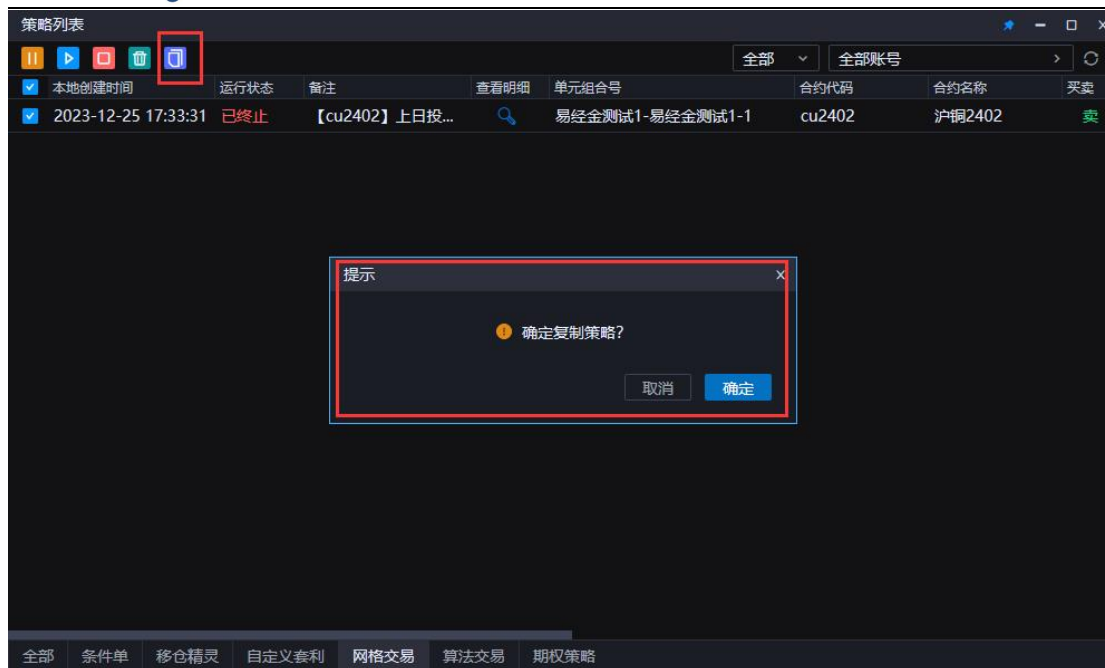 策略列表
全部 全部账号
本地创建时间 运行状态 备注 查看明细 单元组合号 合约代码 合约名称 买卖
2023-12-25 17:33:31 已终止 【cu2402】上日投... 易经金测试1-易经金测试1-1 cu2402 沪铜2402 卖
提示
确定复制策略?
取消 确定
全部 条件单 移仓精灵 自定义套利 网格交易 算法交易 期权策略